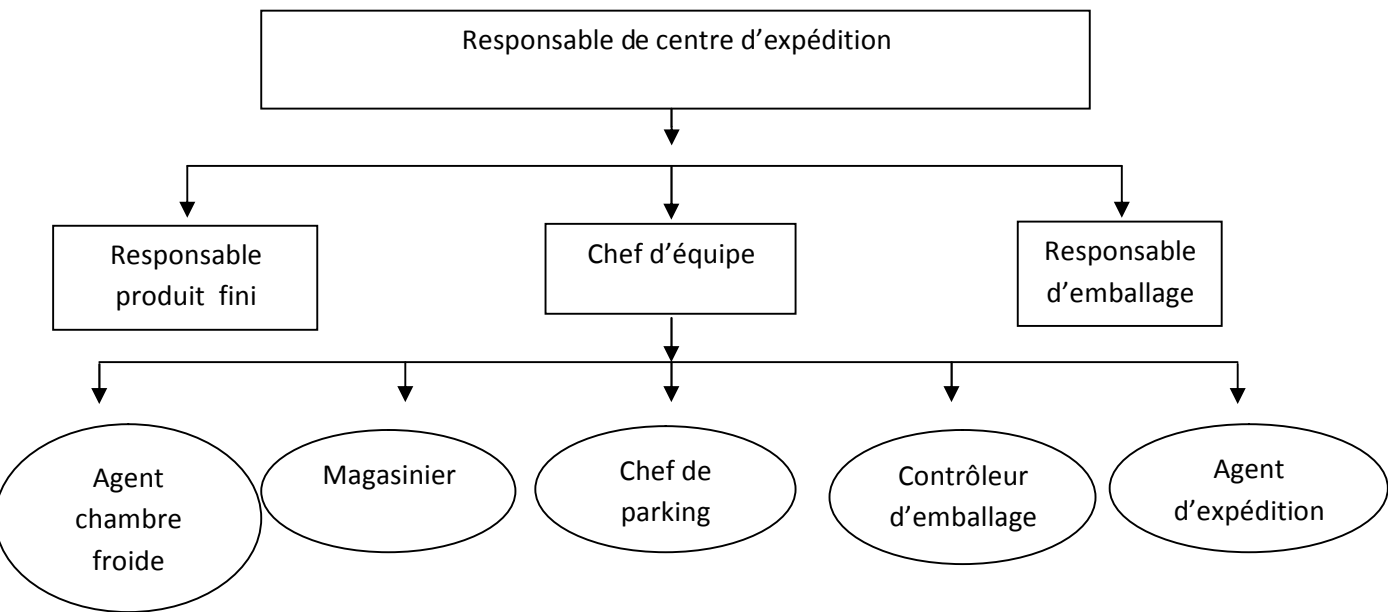 Responsable de centre d’expédition
Responsable
produit fini
Chef d’équipe
Responsable
d’emballage
Agent
chambre
froide
Magasinier
Chef de
parking
Contrôleur
d’emballage
Agent
d’expédition